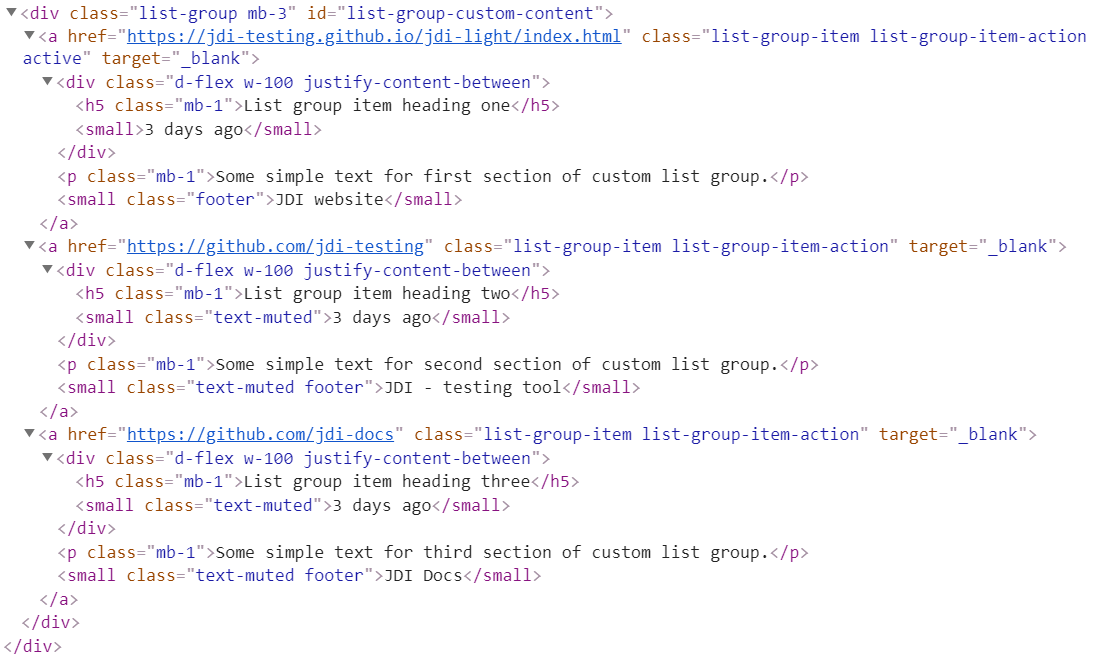 <div class="list-group mb-3" id="list-group-custom-content">
<a href="https://jdi-testing.github.io/jdi-light/index.html" class="list-group-item list-group-item-action
active" target="_blank">
<div class="d-flex w-100 justify-content-between">
<h5 class="mb-1">List group item heading one</h5>
<small>3 days ago</small>
</div>
<p class="mb-1">Some simple text for first section of custom list group.</p>
<small class="footer">JDI website</small>
</a>
<a href="https://github.com/jdi-testing" class="list-group-item list-group-item-action" target="_blank">
<div class="d-flex w-100 justify-content-between">
<h5 class="mb-1">List group item heading two</h5>
<small class="text-muted">3 days ago</small>
</div>
<p class="mb-1">Some simple text for second section of custom list group.</p>
<small class="text-muted footer">JDI - testing tool</small>
</a>
<a href="https://github.com/jdi-docs" class="list-group-item list-group-item-action" target="_blank">
<div class="d-flex w-100 justify-content-between">
<h5 class="mb-1">List group item heading three</h5>
<small class="text-muted">3 days ago</small>
</div>
<p class="mb-1">Some simple text for third section of custom list group.</p>
<small class="text-muted footer">JDI Docs</small>
</a>
</div>
</div>